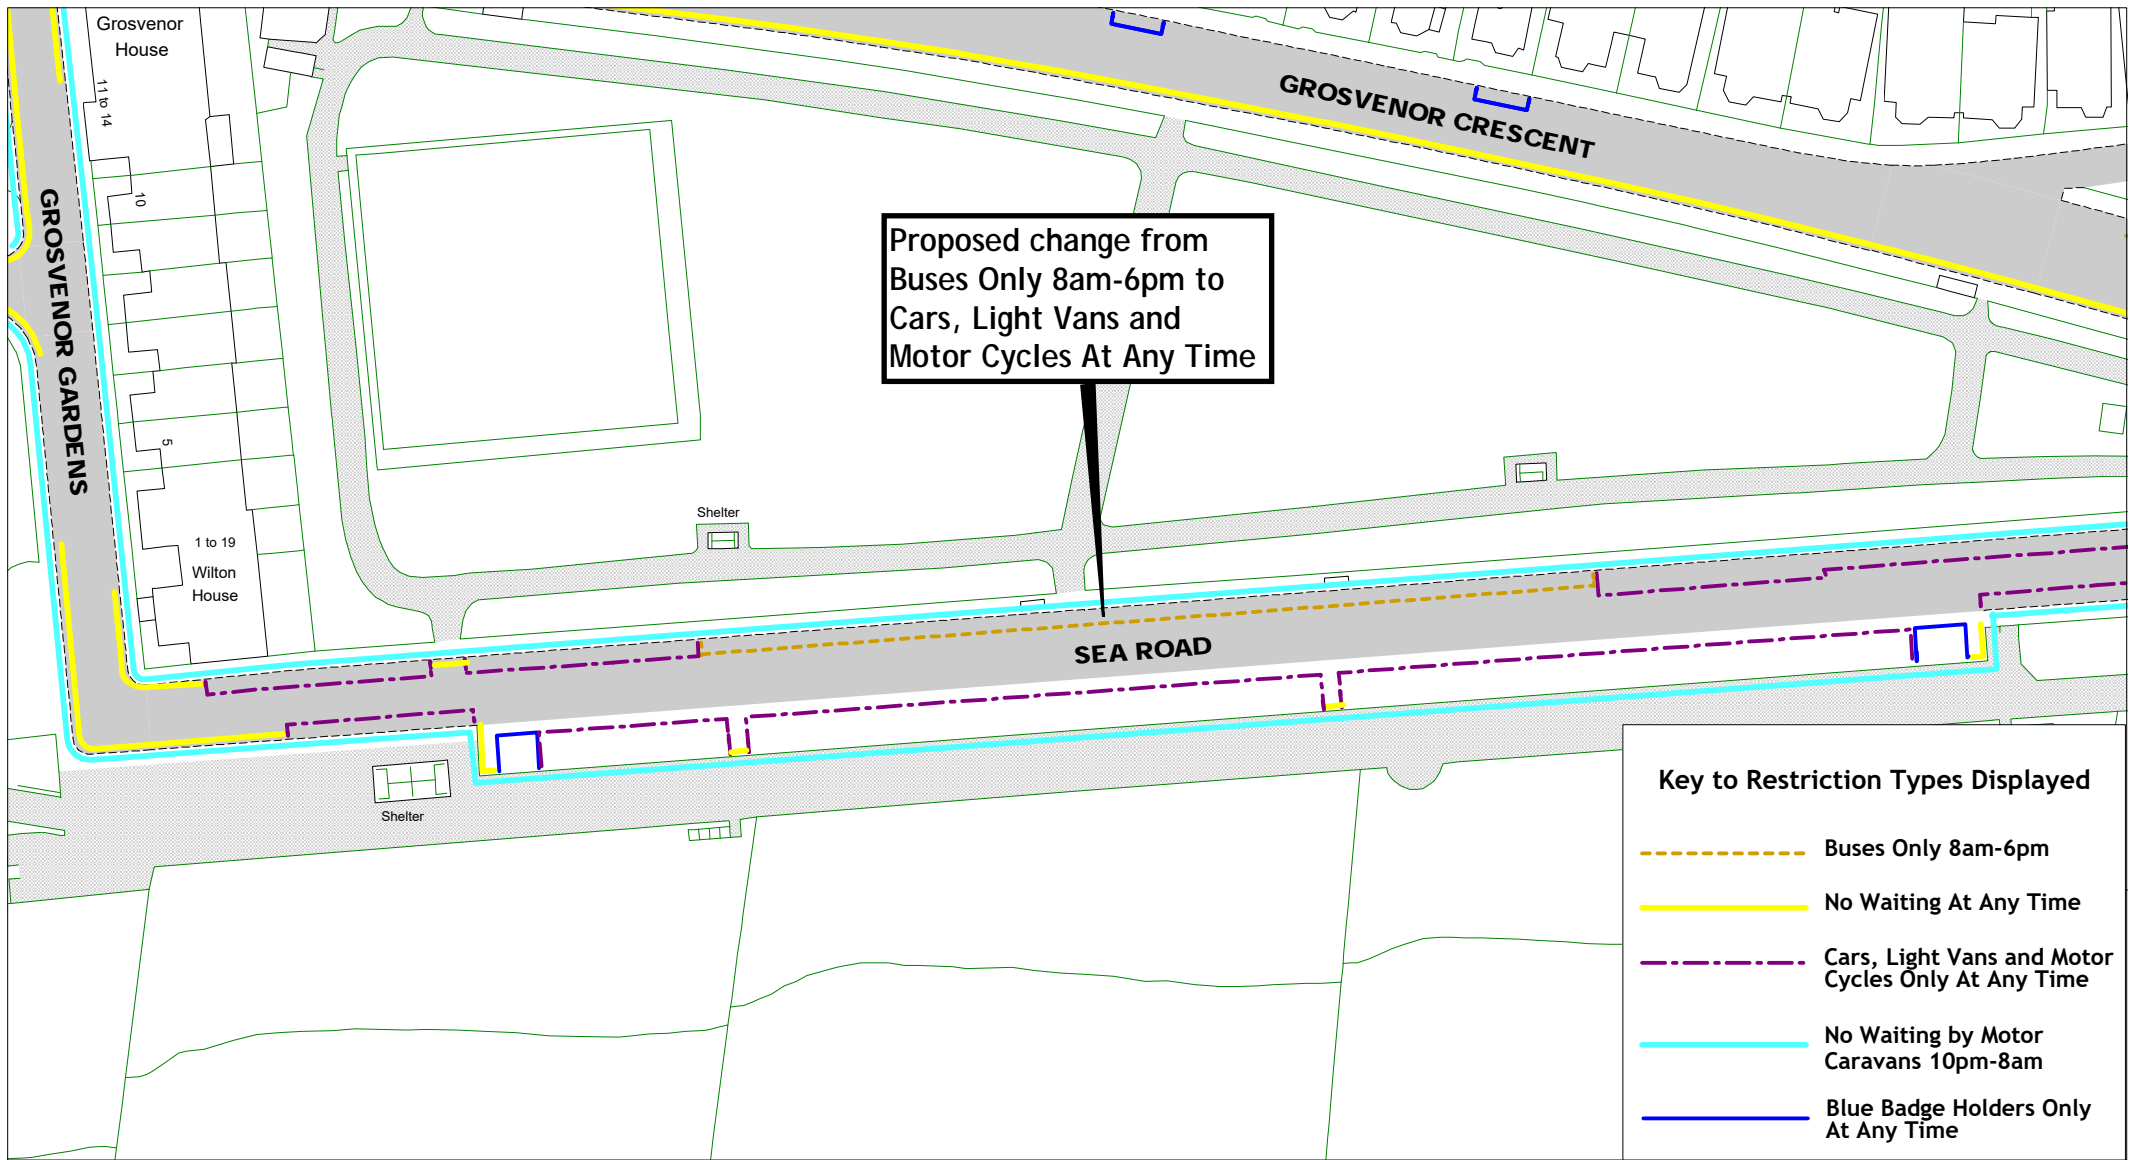 Grosvenor
House
11 to 14
10
5
1 to 19
Wilton
House
GROSVENOR GARDENS
GROSVENOR CRESCENT
Proposed change from
Buses Only 8am-6pm to
Cars, Light Vans and
Motor Cycles At Any Time
Shelter
SEA ROAD
Shelter
Key to Restriction Types Displayed
Buses Only 8am-6pm
No Waiting At Any Time
Cars, Light Vans and Motor
Cycles Only At Any Time
No Waiting by Motor
Caravans 10pm-8am
Blue Badge Holders Only
At Any Time